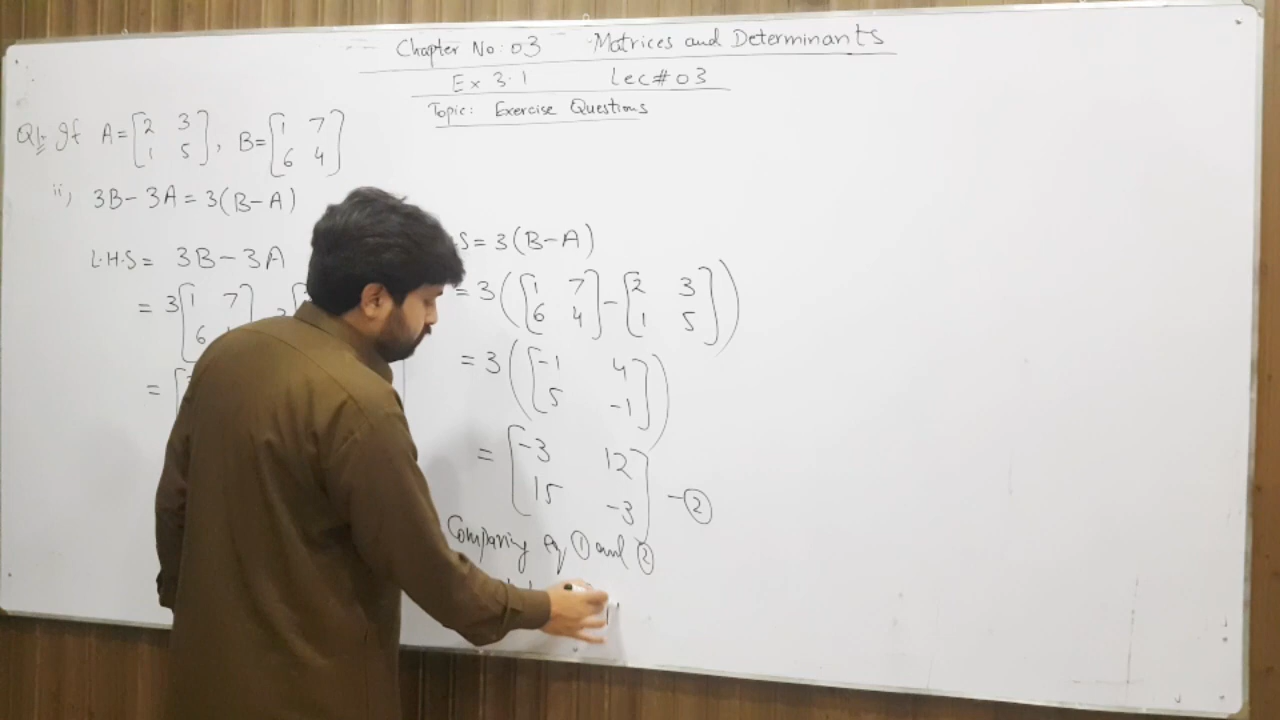 Chapter No: 03 Matrices and Determinants
Ex 3.1 Lec# 03
Topic: Exercise Questions
Q1:- If A=[2 3
1 5], B=[1 7
6 4]
ii) 3B-3A=3(B-A)
L.H.S= 3B-3A
=3[1 7]
6
=[
S=3(B-A)
=3([1 7
6 4]-[2 3
1 5])
=3([-1 4
5 -1])
=[-3 12
15 -3] -②
Comparing eq ① and ②